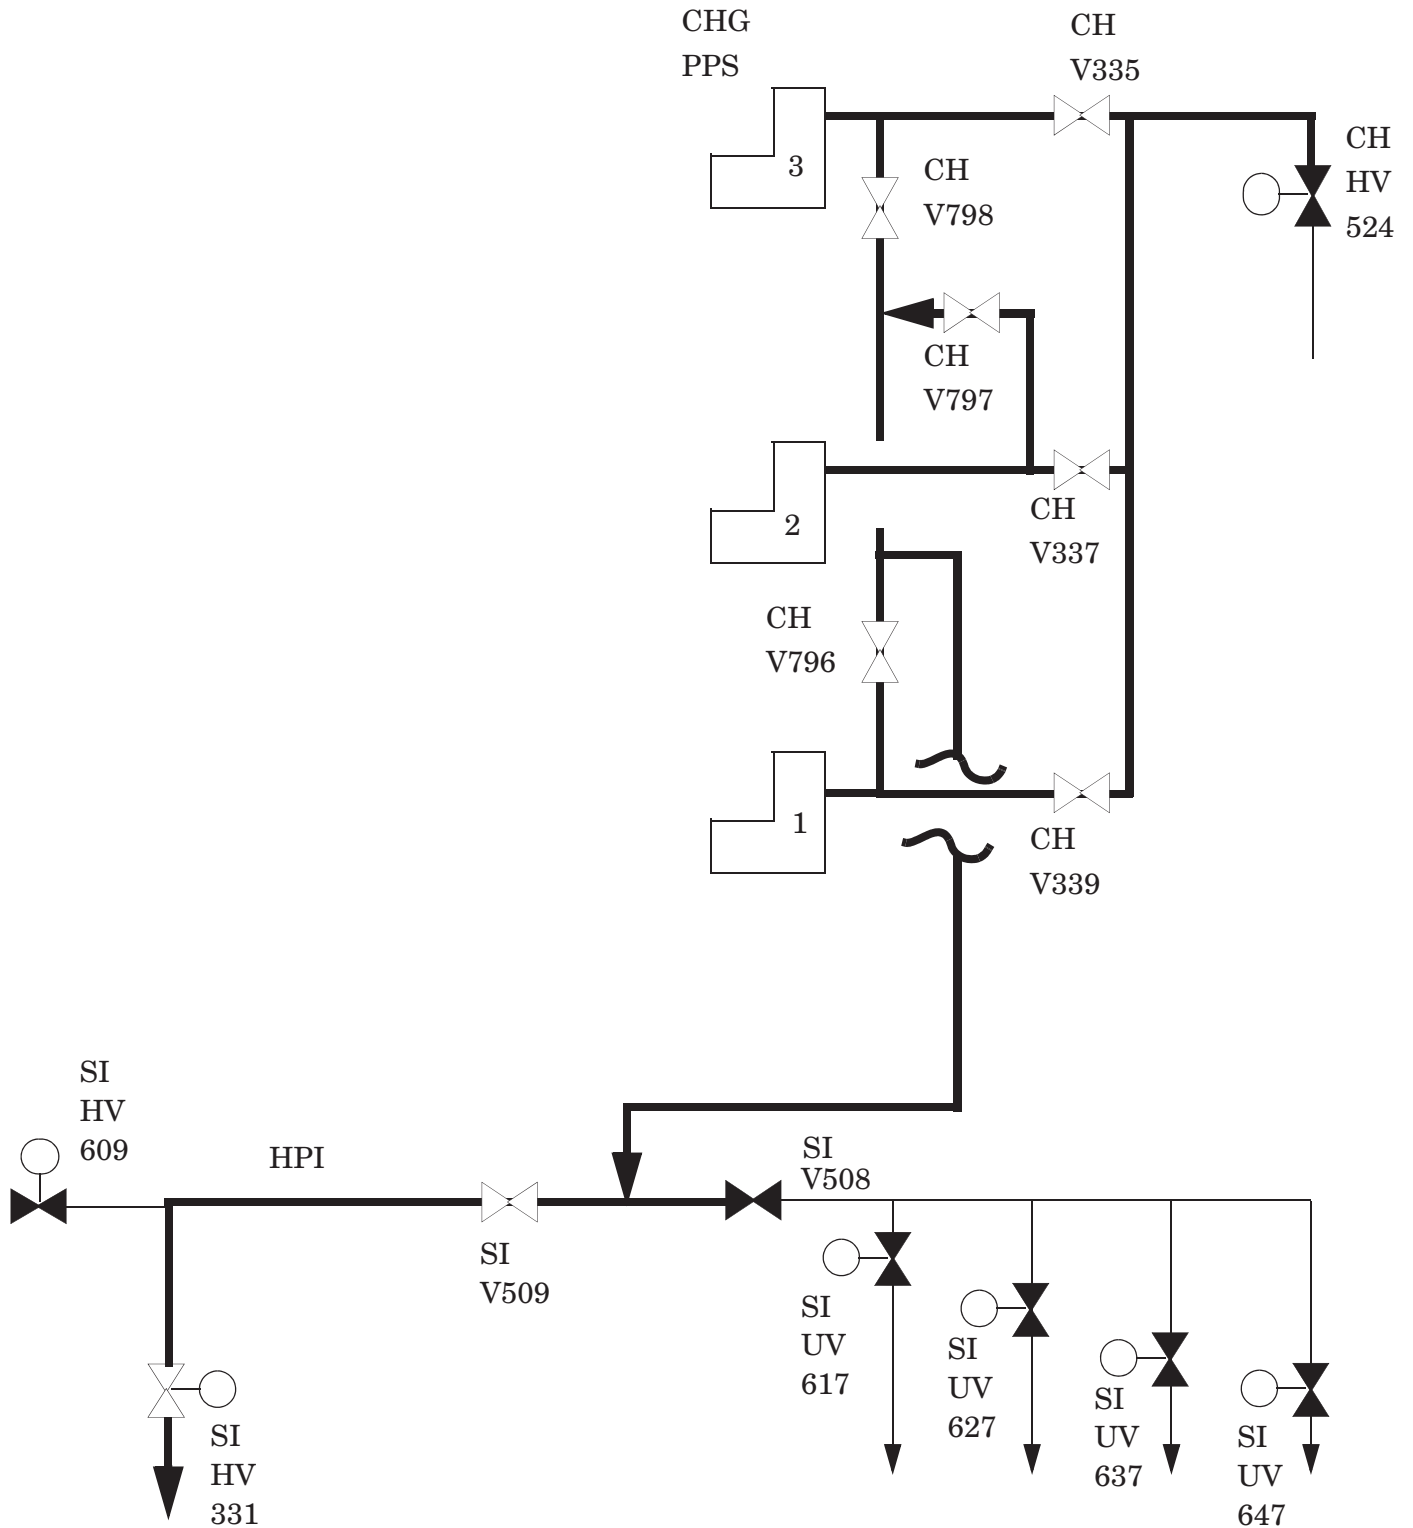 CHG
PPS
CH
V335
3
CH
HV
524
CH
V798
CH
V797
2
CH
V337
CH
V796
1
CH
V339
SI
HV
609
HPI
SI
V508
SI
V509
SI
UV
617
SI
UV
627
SI
UV
637
SI
UV
647
SI
HV
331